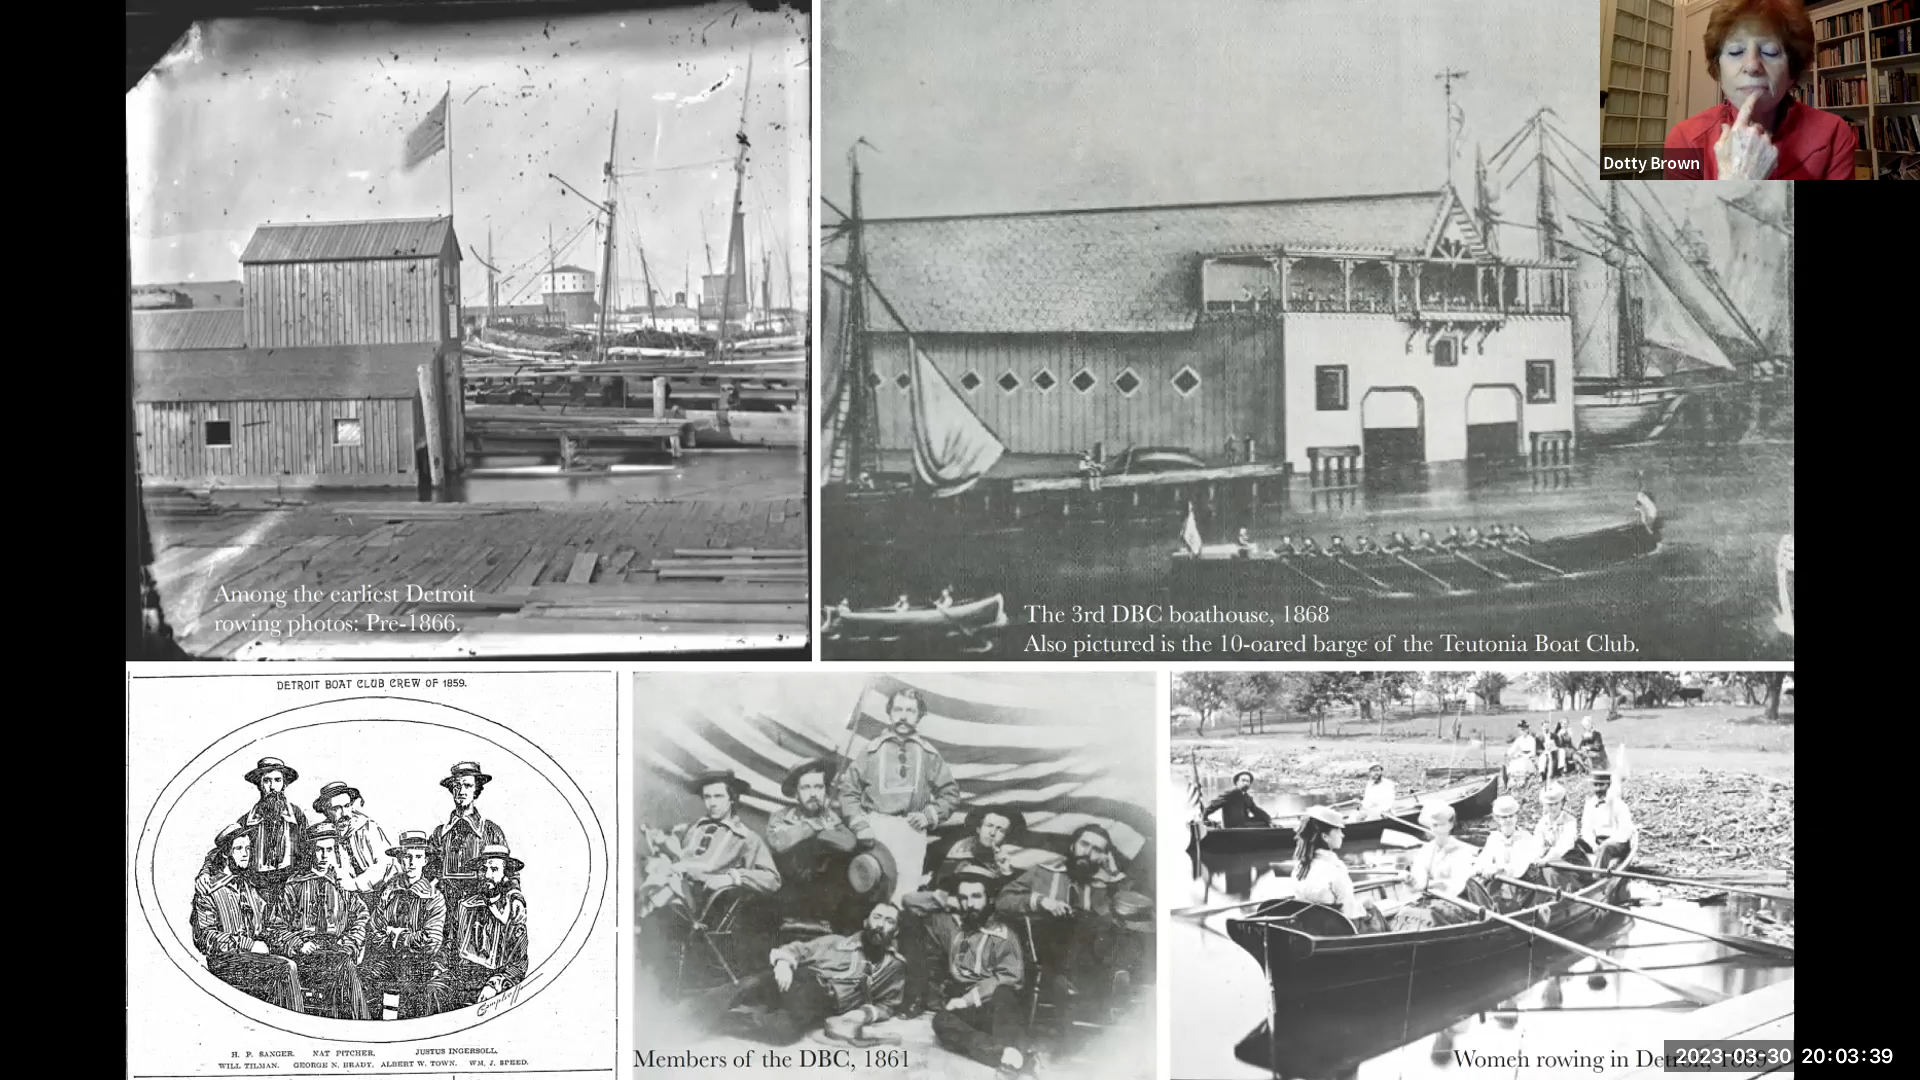 Dotty Brown
Among the earliest Detroit
rowing photos: Pre-1866.
The 3rd DBC boathouse, 1868
Also pictured is the 10-oared barge of the Teutonia Boat Club.
DETROIT BOAT CLUB CREW OF 1859.
H. P. SANGER. NAT PITCHER, JUSTUS INGERSOLL,
WILL TILMAN. GEORGE N. BRADY, ALBERT W. TOWN. WM. J. SPEED.
Members of the DBC, 1861
Women rowing in
2023-03-30 20:03:39